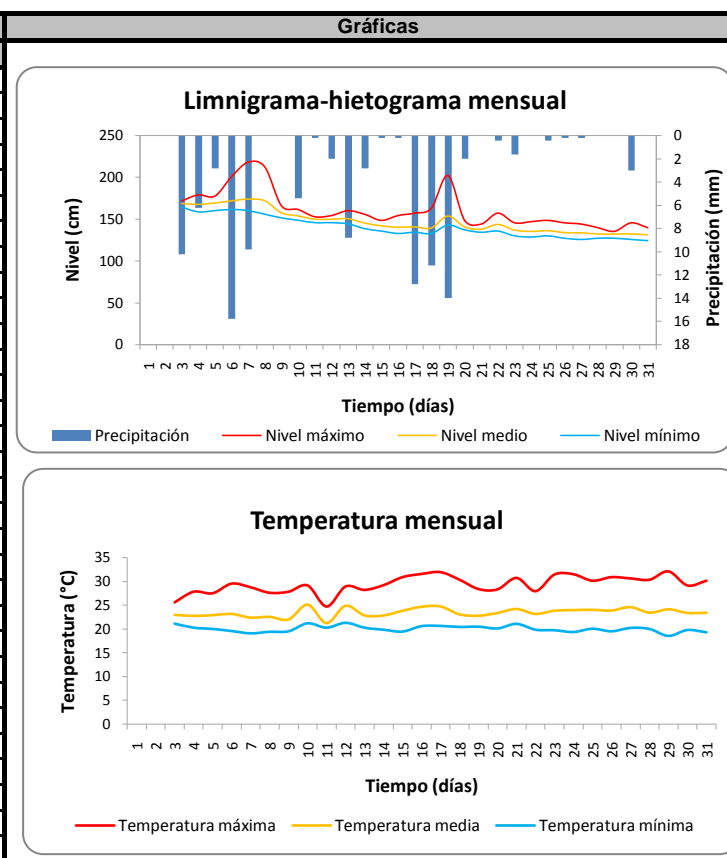 Gráficas
Limnigrama-hietograma mensual
Nivel (cm)
250
200
150
100
50
0
0
2
4
6
8
10
12
14
16
18
Precipitación (mm)
1 2 3 4 5 6 7 8 9 10 11 12 13 14 15 16 17 18 19 20 21 22 23 24 25 26 27 28 29 30 31
Tiempo (días)
Precipitación Nivel máximo Nivel medio Nivel mínimo
Temperatura mensual
Temperatura (°C)
35
30
25
20
15
10
5
0
1 2 3 4 5 6 7 8 9 10 11 12 13 14 15 16 17 18 19 20 21 22 23 24 25 26 27 28 29 30 31
Tiempo (días)
Temperatura máxima Temperatura media Temperatura mínima